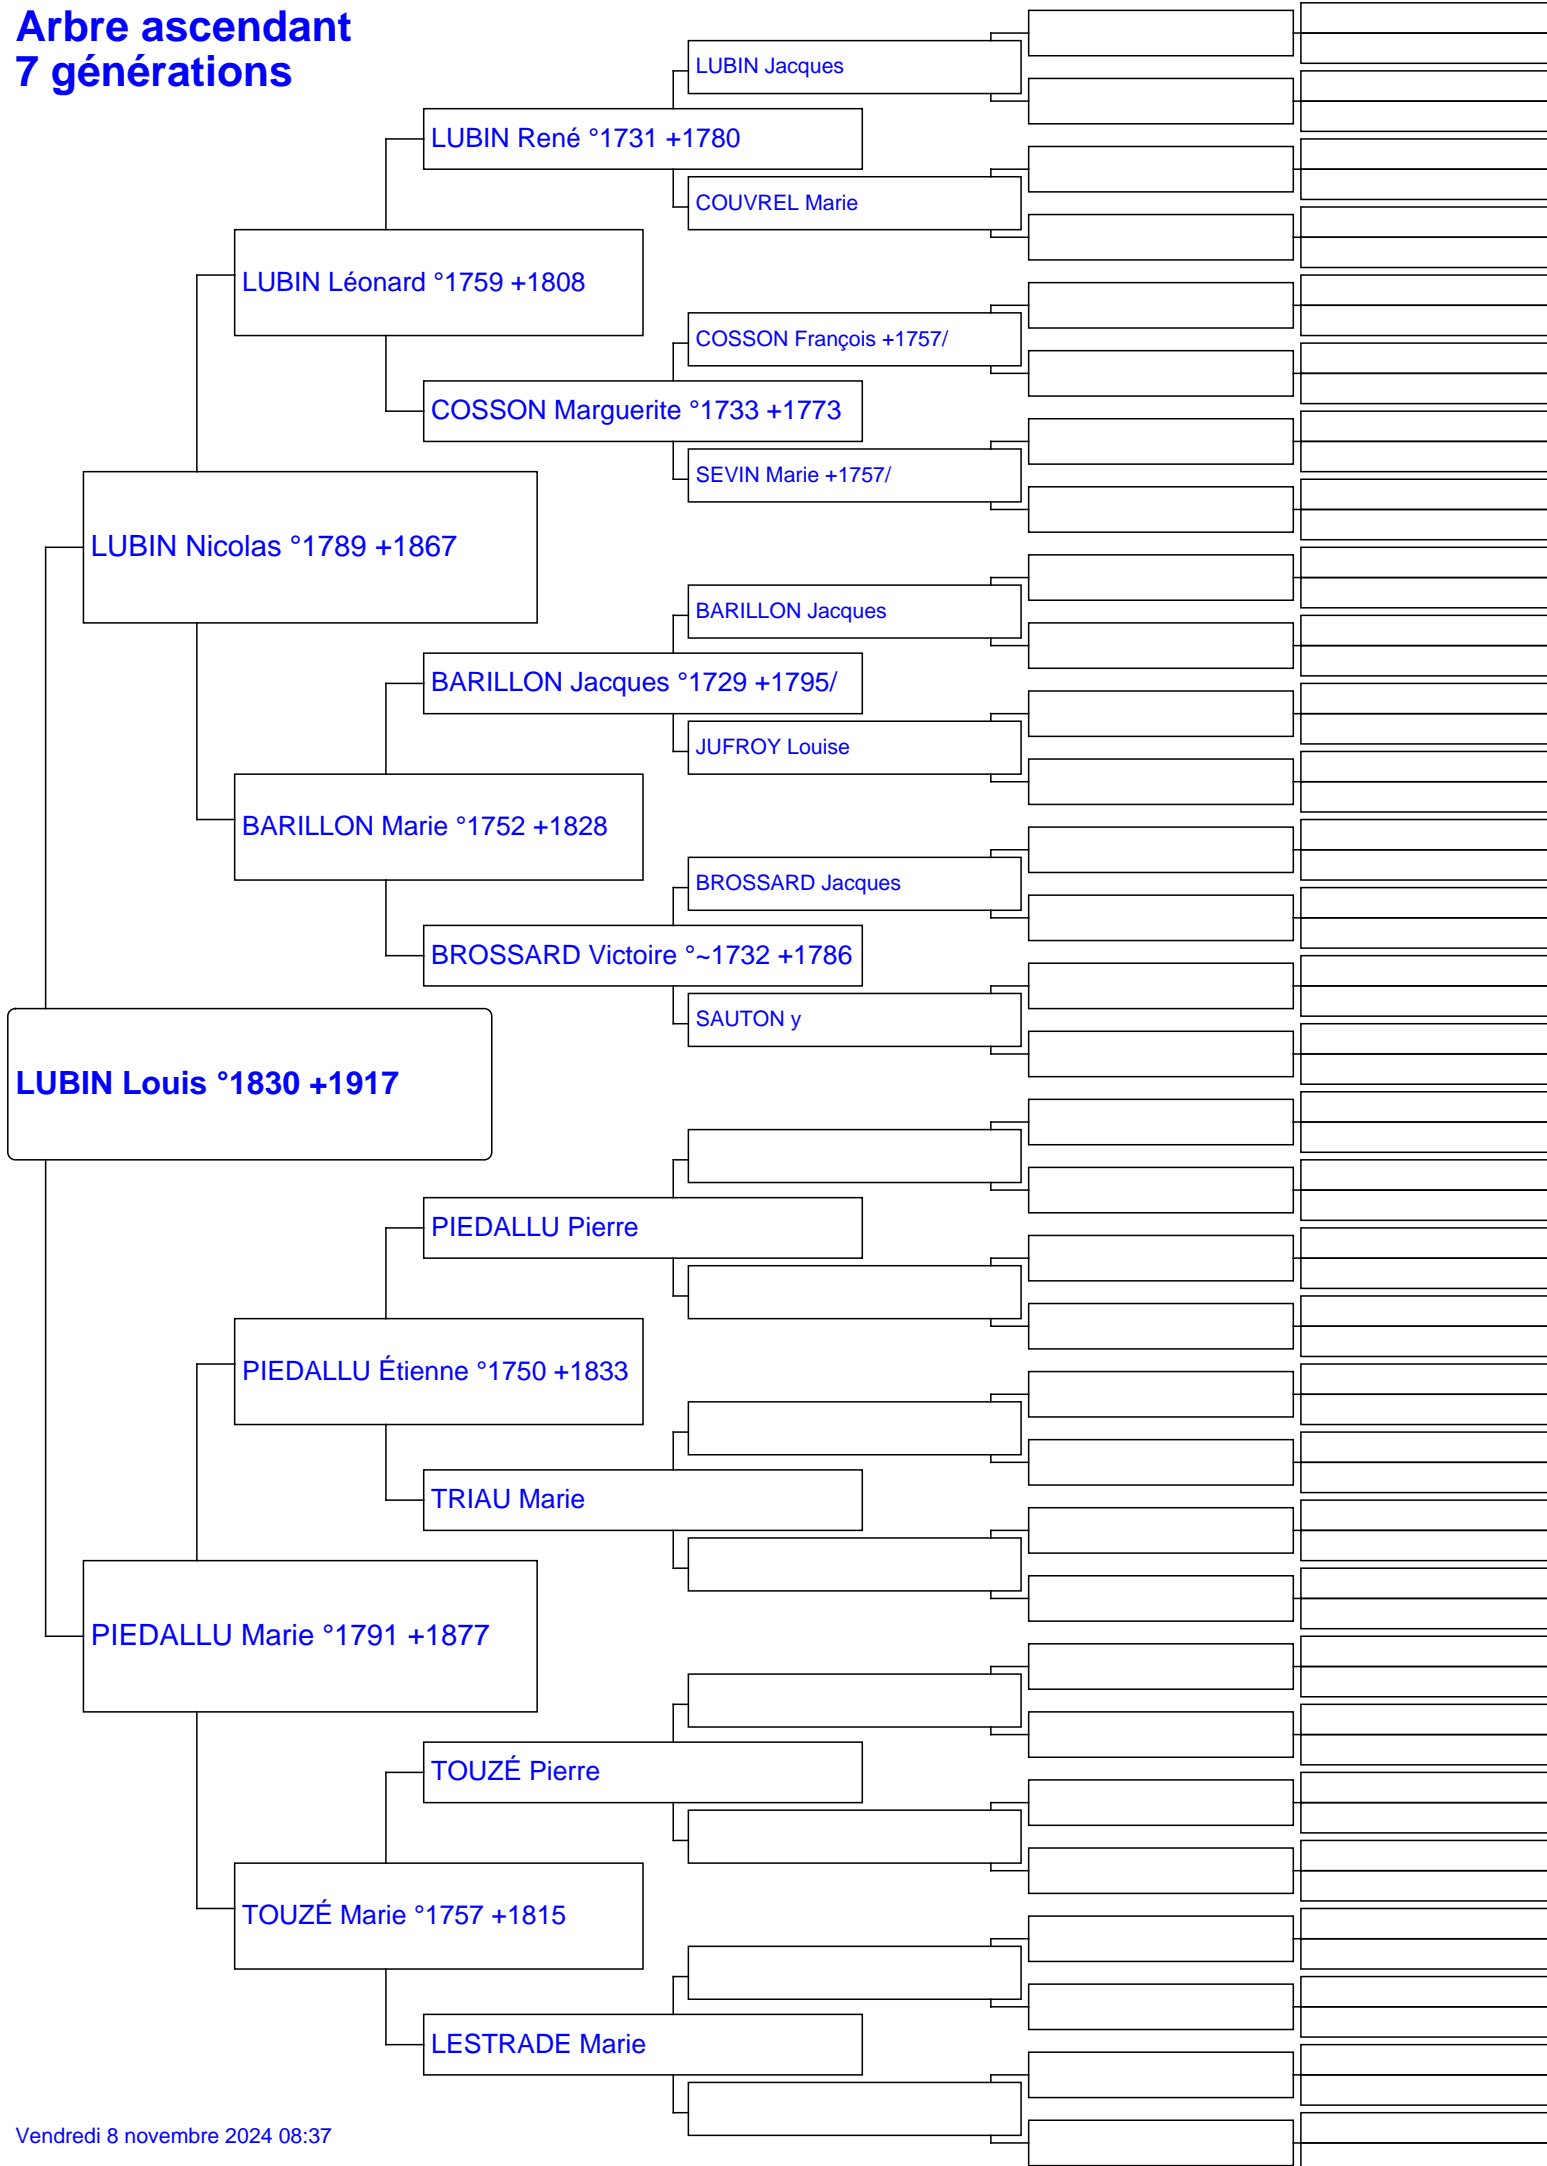 Arbre ascendant
7 générations
LUBIN Jacques
LUBIN René °1731 +1780
COUVREL Marie
LUBIN Léonard °1759 +1808
COSSON François +1757/
COSSON Marguerite °1733 +1773
SEVIN Marie +1757/
LUBIN Nicolas °1789 +1867
BARILLON Jacques
BARILLON Jacques °1729 +1795/
JUFROY Louise
BARILLON Marie °1752 +1828
BROSSARD Jacques
BROSSARD Victoire °~1732 +1786
SAUTON y
LUBIN Louis °1830 +1917
PIEDALLU Pierre
PIEDALLU Étienne °1750 +1833
TRIAU Marie
PIEDALLU Marie °1791 +1877
TOUZÉ Pierre
TOUZÉ Marie °1757 +1815
LESTRADE Marie
Vendredi 8 novembre 2024 08:37